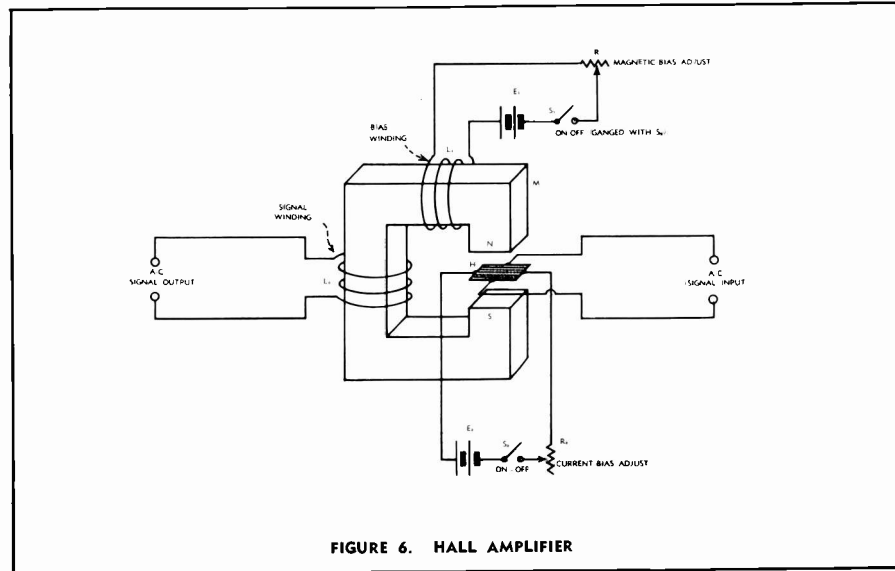 R
MAGNETIC BIAS ADJUST
E₁
S₁
ON OFF (GANGED WITH S₂)
BIAS
WINDING
L₁
M
SIGNAL
WINDING
N
A C
SIGNAL OUTPUT
H
A C
SIGNAL INPUT
L₂
S
E₂
S₂
ON - OFF
R₂
CURRENT BIAS ADJUST
FIGURE 6. HALL AMPLIFIER